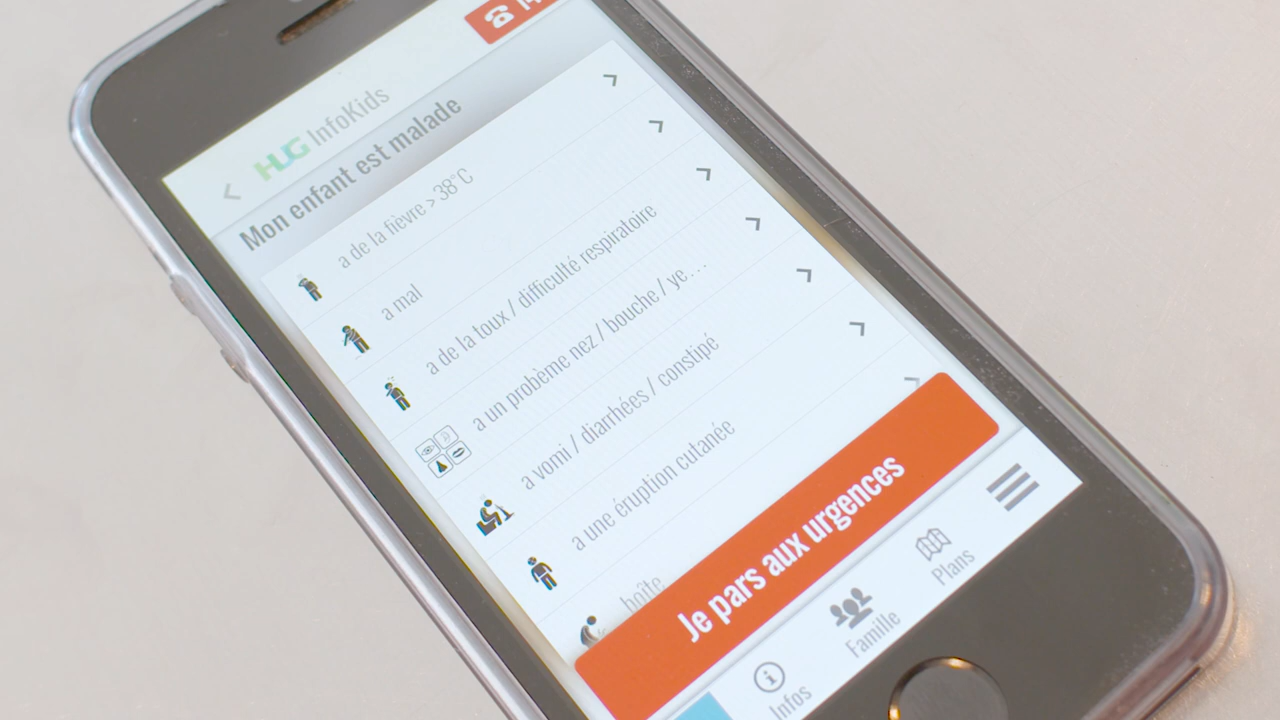 HUG InfoKids
Mon enfant est malade
a de la fièvre > 38°C
a mal
a de la toux / difficulté respiratoire
a un probème nez / bouche / ye...
a vomi / diarrhées / constipé
a une éruption cutanée
boîte
Je pars aux urgences
Infos
Famille
Plans